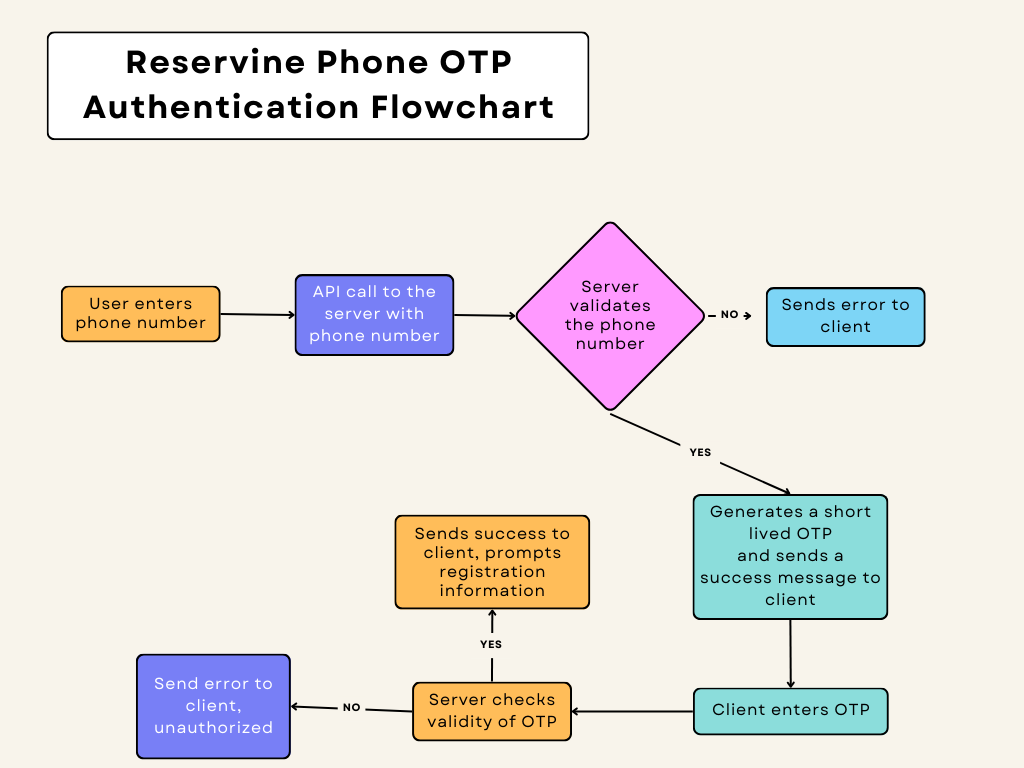 Reservine Phone OTP
Authentication Flowchart
User enters
phone number
API call to the
server with
phone number
Server
validates
the phone
number
NO
Sends error to
client
YES
Generates a short
lived OTP
and sends a
success message to
client
Sends success to
client, prompts
registration
information
YES
Send error to
client,
unauthorized
NO
Server checks
validity of OTP
Client enters OTP